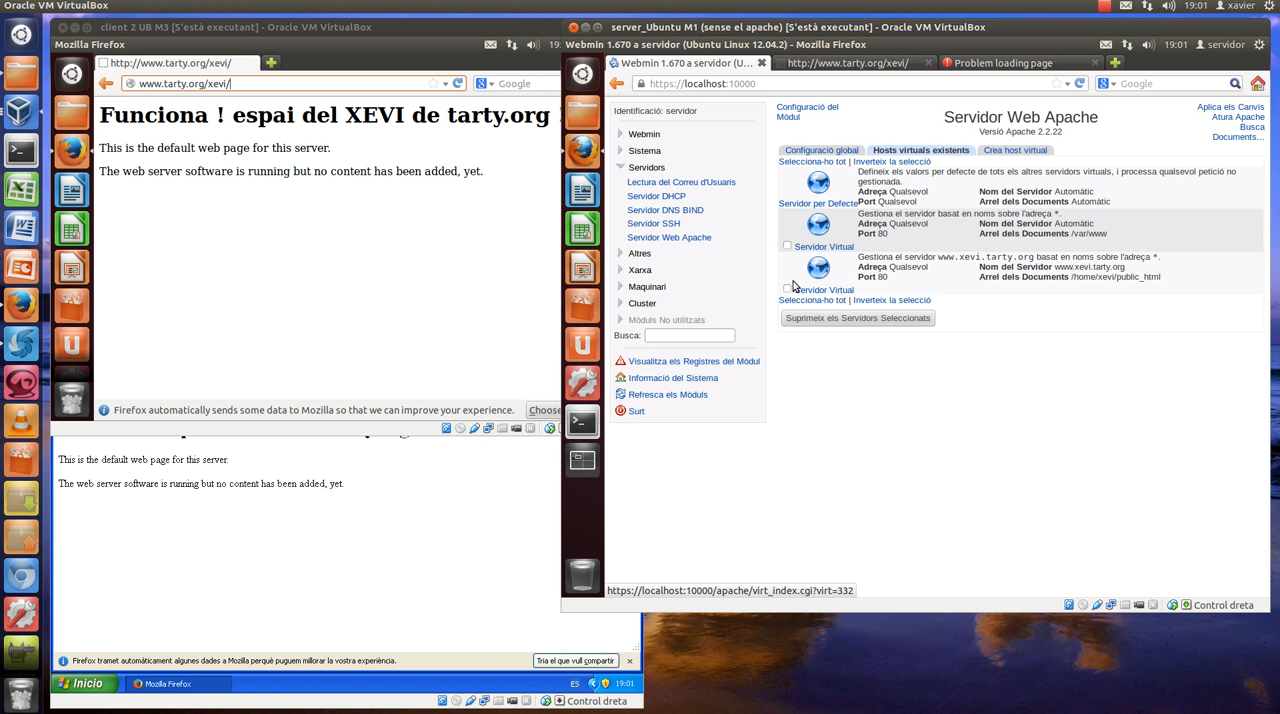 Oracle VM VirtualBox
19:01
xavier
client 2 UB M3 [S'està executant] - Oracle VM VirtualBox
Mozilla Firefox
19:
http://www.tarty.org/xevi/
www.tarty.org/xevi/
Google
Funciona ! espai del XEVI de tarty.org
This is the default web page for this server.
The web server software is running but no content has been added, yet.
Firefox automatically sends some data to Mozilla so that we can improve your experience.
Choose
This is the default web page for this server.
The web server software is running but no content has been added, yet.
Firefox tramet automàticament algunes dades a Mozilla perquè puguem millorar la vostra experiència.
Tria el que vull compartir
Inicio
Mozilla Firefox
ES
19:01
Control dreta
server_Ubuntu M1 (sense el apache) [S'està executant] - Oracle VM VirtualBox
Webmin 1.670 a servidor (Ubuntu Linux 12.04.2) - Mozilla Firefox
19:01
servidor
Webmin 1.670 a servidor (U...
http://www.tarty.org/xevi/
Problem loading page
https://localhost:10000
Google
Identificació: servidor
Webmin
Sistema
Servidors
Lectura del Correu d'Usuaris
Servidor DHCP
Servidor DNS BIND
Servidor SSH
Servidor Web Apache
Altres
Xarxa
Maquinari
Cluster
Mòduls No utilitzats
Busca:
Visualitza els Registres del Mòdul
Informació del Sistema
Refresca els Mòduls
Surt
Configuració del
Mòdul
Servidor Web Apache
Versió Apache 2.2.22
Aplica els Canvis
Atura Apache
Busca
Documents...
Configuració global
Hosts virtuals existents
Crea host virtual
Selecciona-ho tot | Inverteix la selecció
Defineix els valors per defecte de tots els altres servidors virtuals, i processa qualsevol petició no
gestionada.
Adreça Qualsevol
Nom del Servidor Automàtic
Port Qualsevol
Arrel dels Documents Automàtic
Servidor per Defecte
Gestiona el servidor basat en noms sobre l'adreça *.
Adreça Qualsevol
Nom del Servidor Automàtic
Port 80
Arrel dels Documents /var/www
Servidor Virtual
Gestiona el servidor www.xevi.tarty.org basat en noms sobre l'adreça *.
Adreça Qualsevol
Nom del Servidor www.xevi.tarty.org
Port 80
Arrel dels Documents /home/xevi/public_html
Servidor Virtual
Selecciona-ho tot | Inverteix la selecció
Suprimeix els Servidors Seleccionats
https://localhost:10000/apache/virt_index.cgi?virt=332
Control dreta